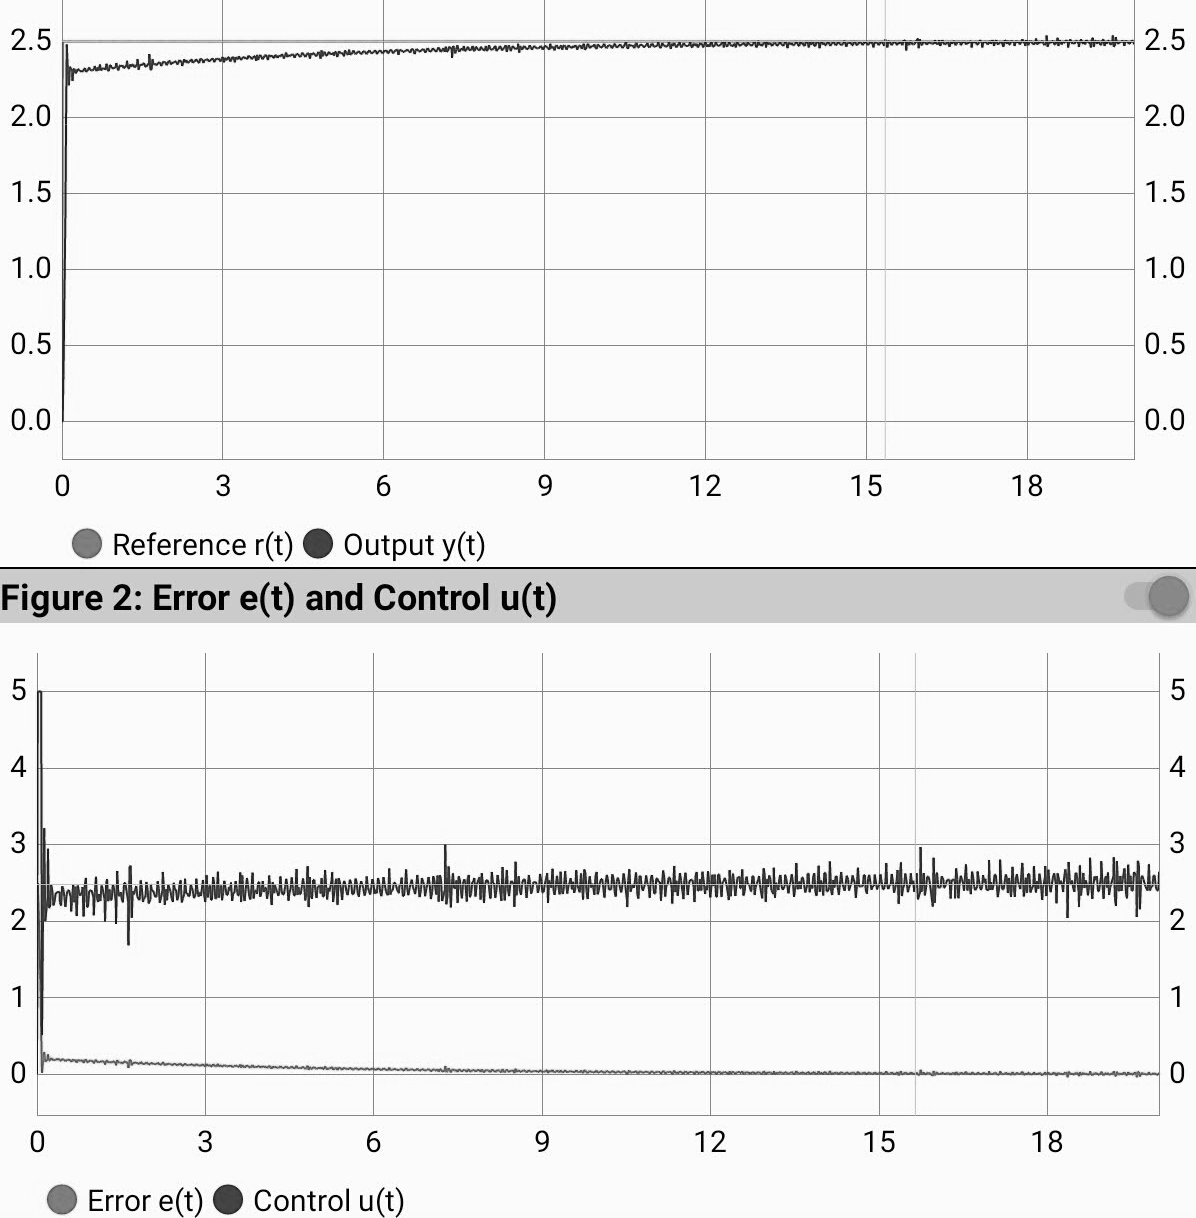 2.5 2.5
2.0 2.0
1.5 1.5
1.0 1.0
0.5 0.5
0.0 0.0
0 3 6 9 12 15 18
Reference r(t) Output y(t)
Figure 2: Error e(t) and Control u(t)
5 5
4 4
3 3
2 2
1 1
0 0
0 3 6 9 12 15 18
Error e(t) Control u(t)